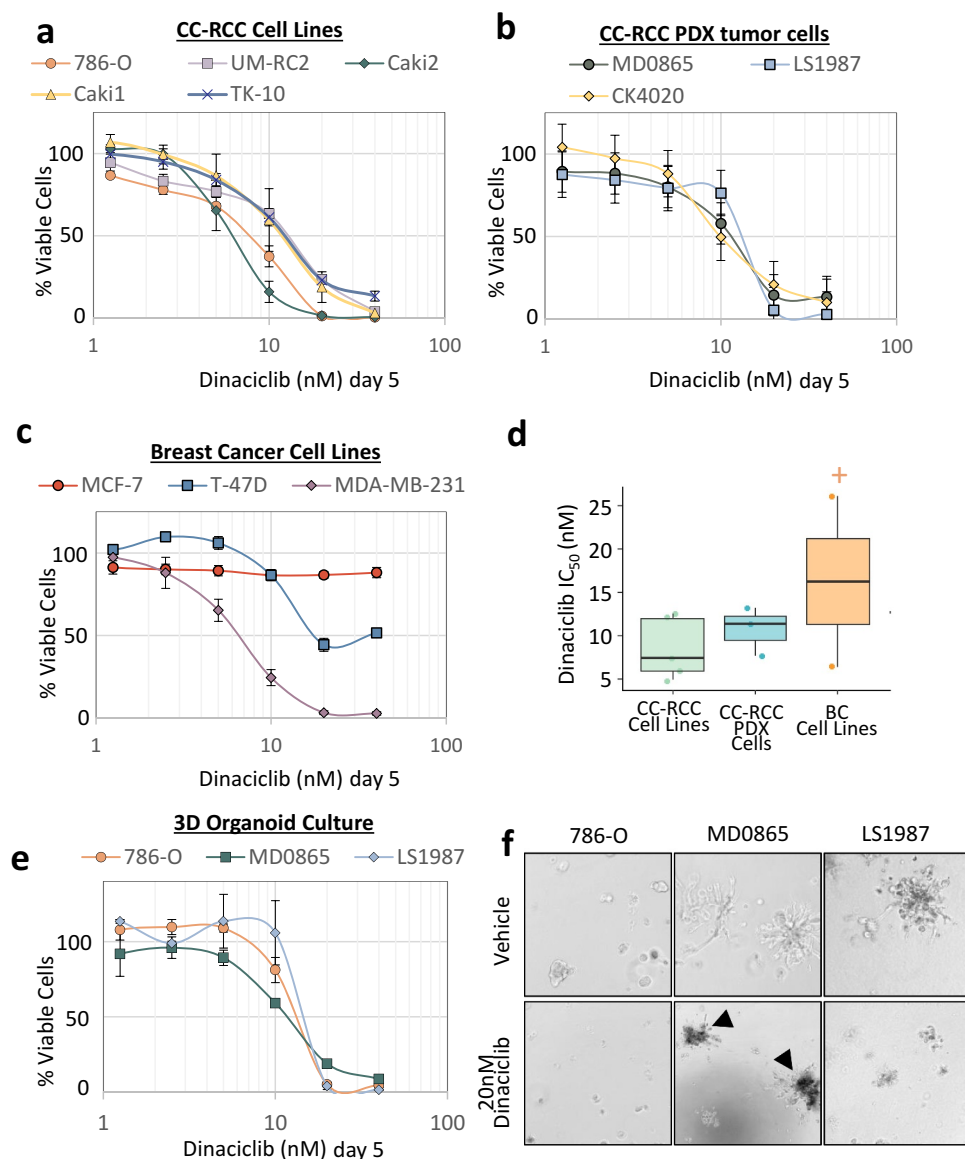 a
CC-RCC Cell Lines
786-O UM-RC2 Caki2
Caki1 TK-10
% Viable Cells
100
50
0
1 10 100
Dinaciclib (nM) day 5
b
CC-RCC PDX tumor cells
MD0865 LS1987
CK4020
% Viable Cells
100
50
0
1 10 100
Dinaciclib (nM) day 5
c
Breast Cancer Cell Lines
MCF-7 T-47D MDA-MB-231
% Viable Cells
100
50
0
1 10 100
Dinaciclib (nM) day 5
d
Dinaciclib IC50 (nM)
25
20
15
10
5
CC-RCC
Cell Lines
CC-RCC
PDX
Cells
BC
Cell Lines
e
3D Organoid Culture
786-O MD0865 LS1987
% Viable Cells
100
50
0
1 10 100
Dinaciclib (nM) day 5
f
786-O MD0865 LS1987
Vehicle
20nM
Dinaciclib